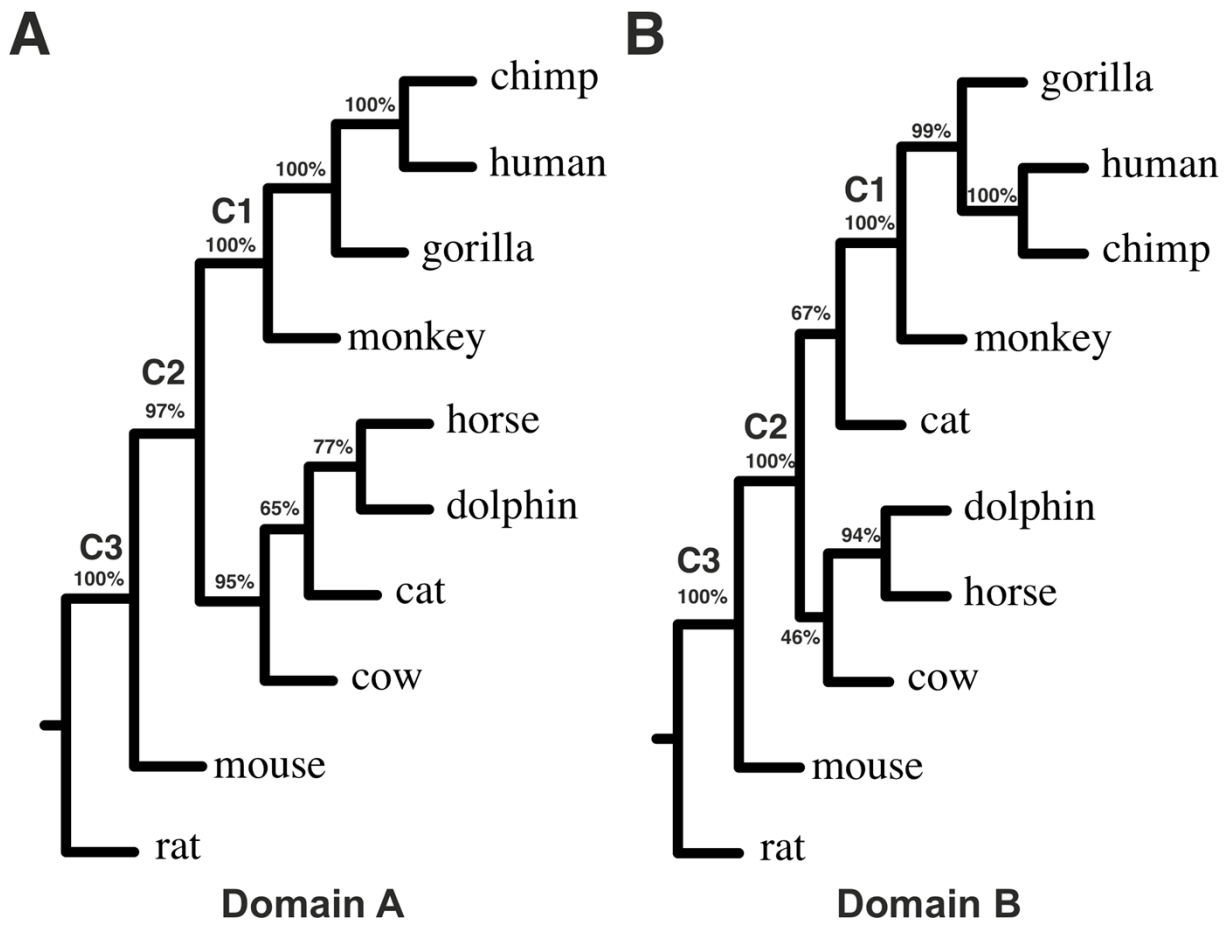 A
chimp
100%
human
100%
C1
100%
gorilla
monkey
C2
97%
horse
77%
dolphin
65%
cat
95%
C3
100%
cow
mouse
rat
Domain A
B
gorilla
99%
human
100%
C1
100%
chimp
67%
monkey
cat
C2
100%
dolphin
94%
horse
C3
100%
46%
cow
mouse
rat
Domain B